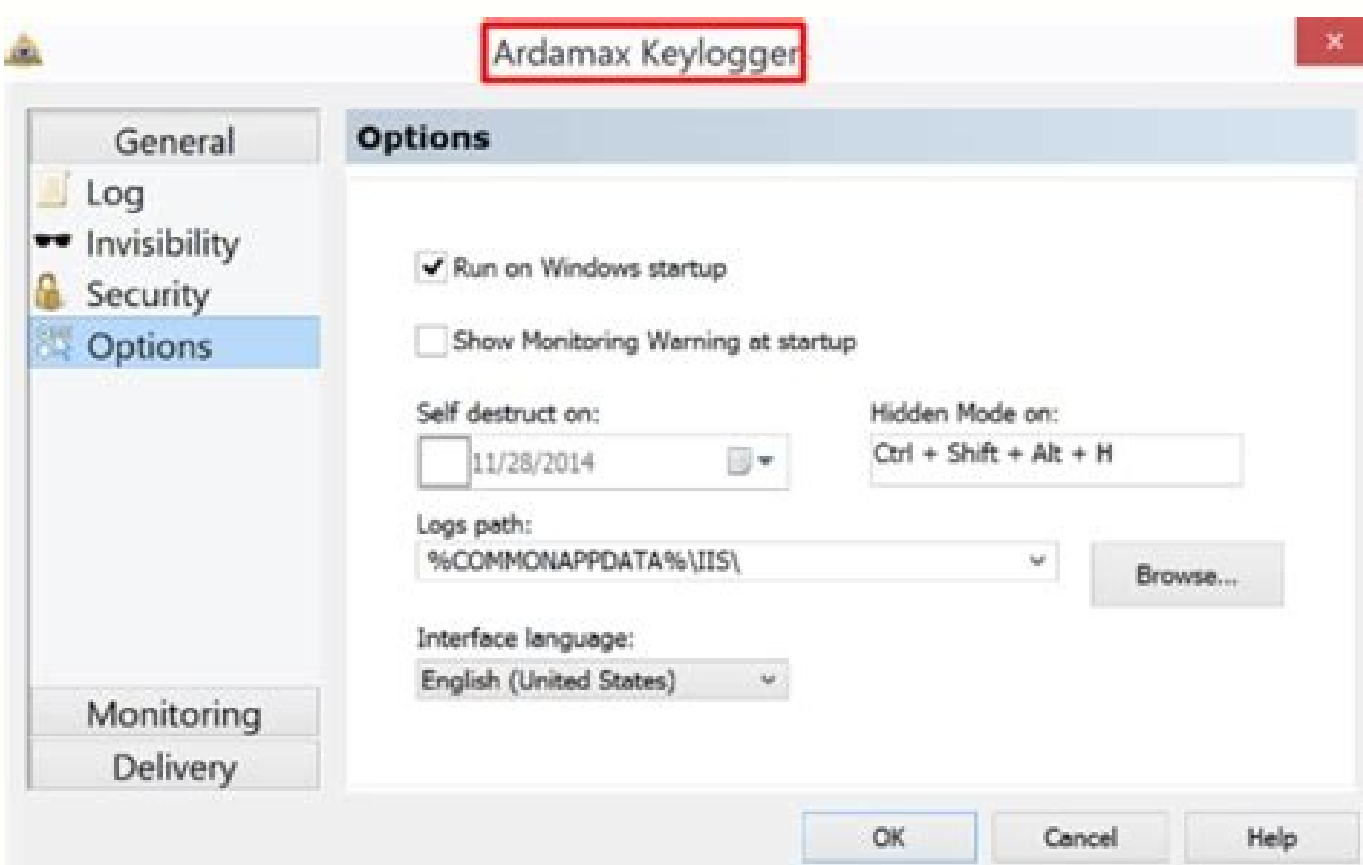 Ardamax Keylogger
General
Log
Invisibility
Security
Options
Monitoring
Delivery
Options
Run on Windows startup
Show Monitoring Warning at startup
Self destruct on:
11/28/2014
Hidden Mode on:
Ctrl + Shift + Alt + H
Logs path:
%COMMONAPPDATA%\IIS\
Browse...
Interface language:
English (United States)
OK
Cancel
Help